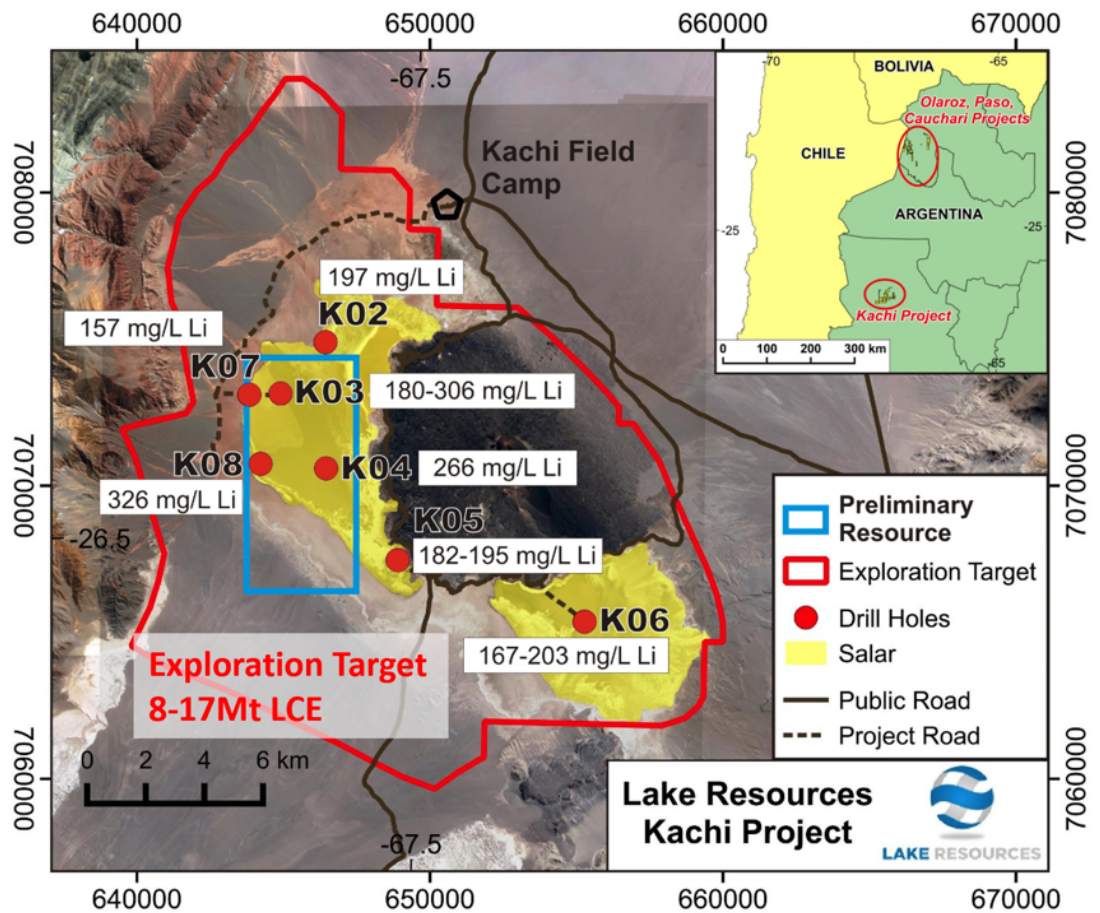 640000
650000
660000
670000
-67.5
Kachi Field
Camp
7080000
7080000
197 mg/L Li
K02
157 mg/L Li
K07
K03
180-306 mg/L Li
K08
K04
266 mg/L Li
326 mg/L Li
7070000
7070000
K05
-26.5
182-195 mg/L Li
K06
167-203 mg/L Li
Exploration Target
8-17Mt LCE
0 2 4 6 km
7060000
7060000
-67.5
640000
650000
660000
670000
-70
-65
BOLIVIA
Olaroz, Paso,
Cauchari Projects
CHILE
ARGENTINA
-25
-25
Kachi Project
0 100 200 300 km
-65
Preliminary
Resource
Exploration Target
Drill Holes
Salar
Public Road
Project Road
Lake Resources
Kachi Project
LAKE RESOURCES